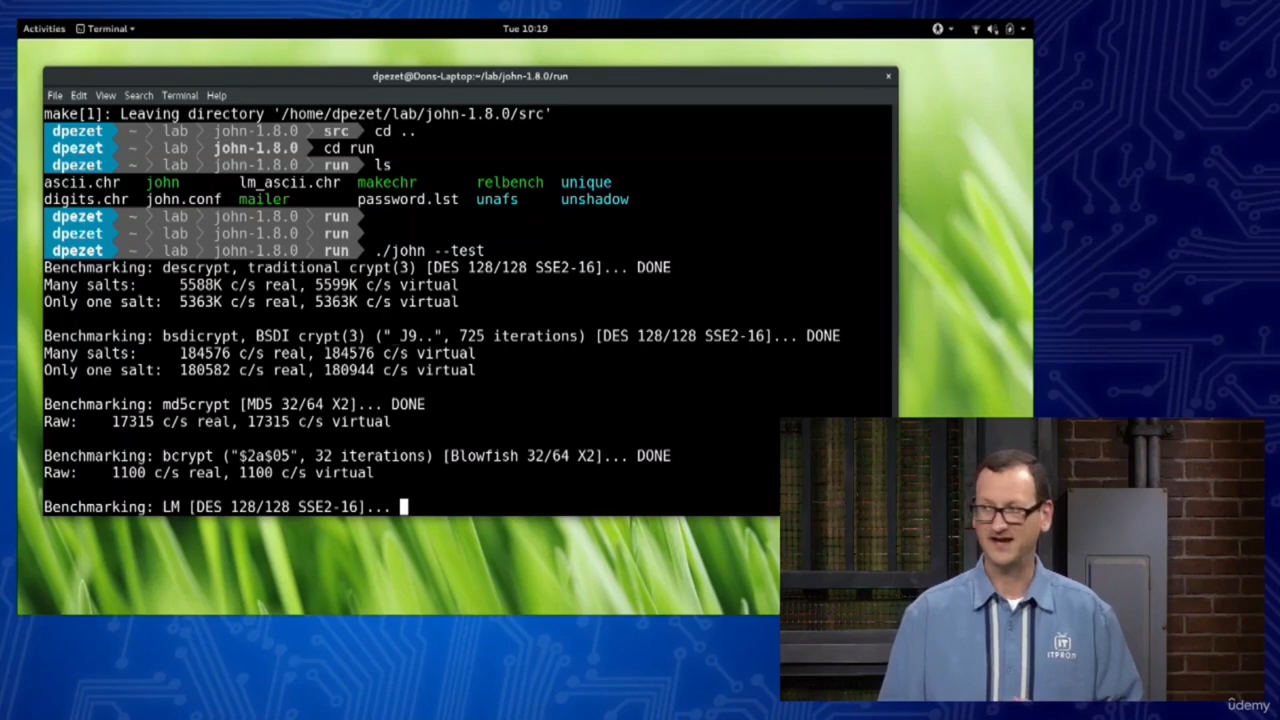 Activities Terminal Tue 10:19
dpezet@Dons-Laptop:~/lab/john-1.8.0/run ×
File Edit View Search Terminal Help
make[1]: Leaving directory '/home/dpezet/lab/john-1.8.0/src'
dpezet ~ lab john-1.8.0 src cd ..
dpezet ~ lab john-1.8.0 cd run
dpezet ~ lab john-1.8.0 run ls
ascii.chr john lm_ascii.chr makechr relbench unique
digits.chr john.conf mailer password.lst unafs unshadow
dpezet ~ lab john-1.8.0 run
dpezet ~ lab john-1.8.0 run
dpezet ~ lab john-1.8.0 run ./john --test
Benchmarking: descrypt, traditional crypt(3) [DES 128/128 SSE2-16]... DONE
Many salts: 5588K c/s real, 5599K c/s virtual
Only one salt: 5363K c/s real, 5363K c/s virtual
Benchmarking: bsdicrypt, BSDI crypt(3) ("_J9..", 725 iterations) [DES 128/128 SSE2-16]... DONE
Many salts: 184576 c/s real, 184576 c/s virtual
Only one salt: 180582 c/s real, 180944 c/s virtual
Benchmarking: md5crypt [MD5 32/64 X2]... DONE
Raw: 17315 c/s real, 17315 c/s virtual
Benchmarking: bcrypt ("$2a$05", 32 iterations) [Blowfish 32/64 X2]... DONE
Raw: 1100 c/s real, 1100 c/s virtual
Benchmarking: LM [DES 128/128 SSE2-16]...
IT
ITPRO
udemy